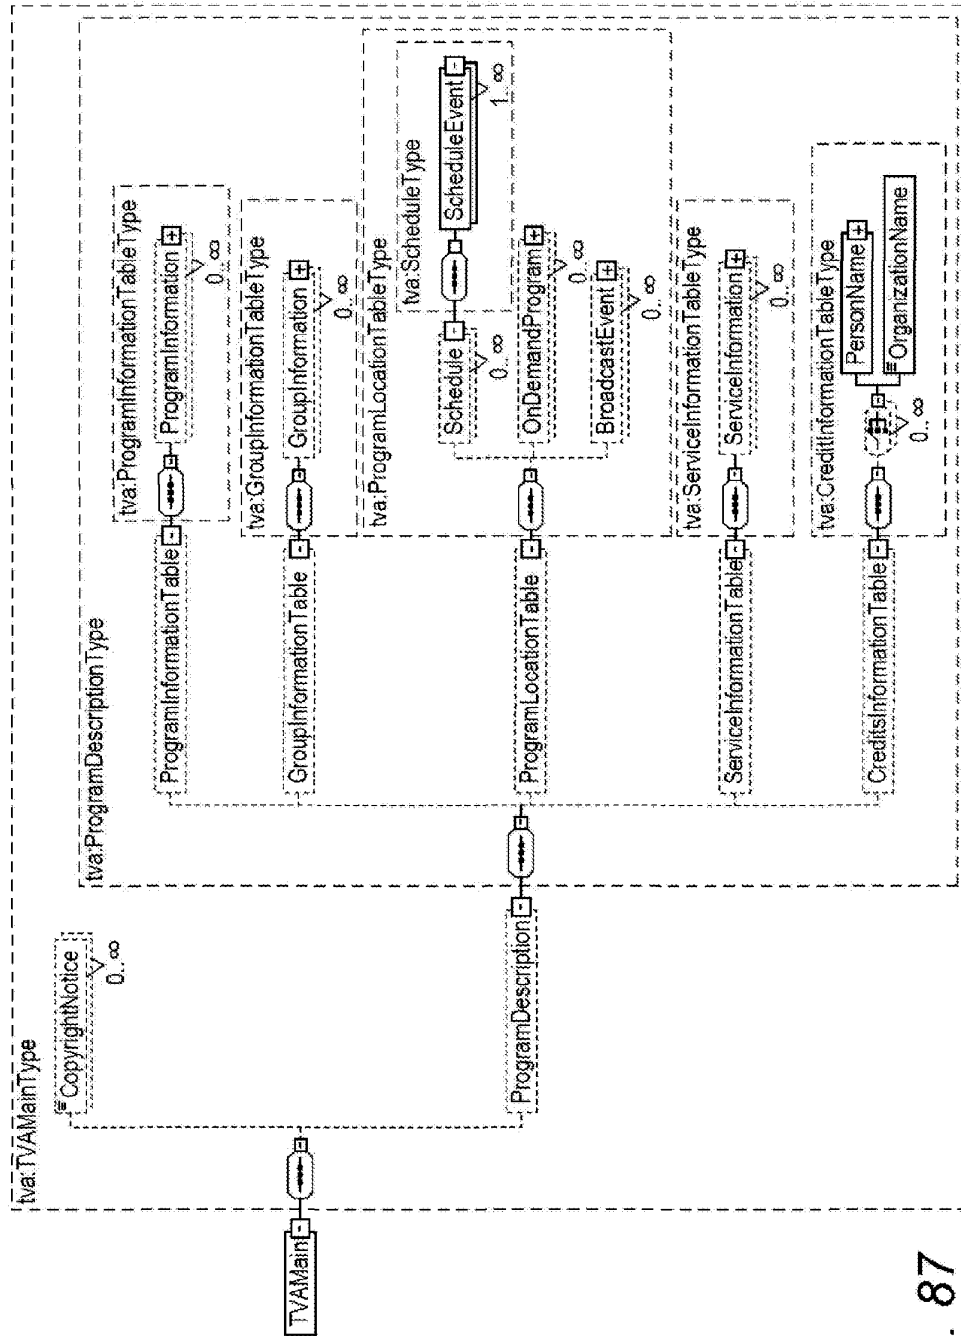 TVAMain
tva:TVAMainType
CopyrightNotice
0..∞
ProgramDescription
tva:ProgramDescriptionType
ProgramInformationTable
tva:ProgramInformationTableType
ProgramInformation
0..∞
GroupInformationTable
tva:GroupInformationTableType
GroupInformation
0..∞
ProgramLocationTable
tva:ProgramLocationTableType
Schedule
0..∞
tva:ScheduleType
ScheduleEvent
1..∞
OnDemandProgram
0..∞
BroadcastEvent
0..∞
ServiceInformationTable
tva:ServiceInformationTableType
ServiceInformation
0..∞
CreditsInformationTable
tva:CreditInformationTableType
0..∞
PersonName
OrganizationName
. 87